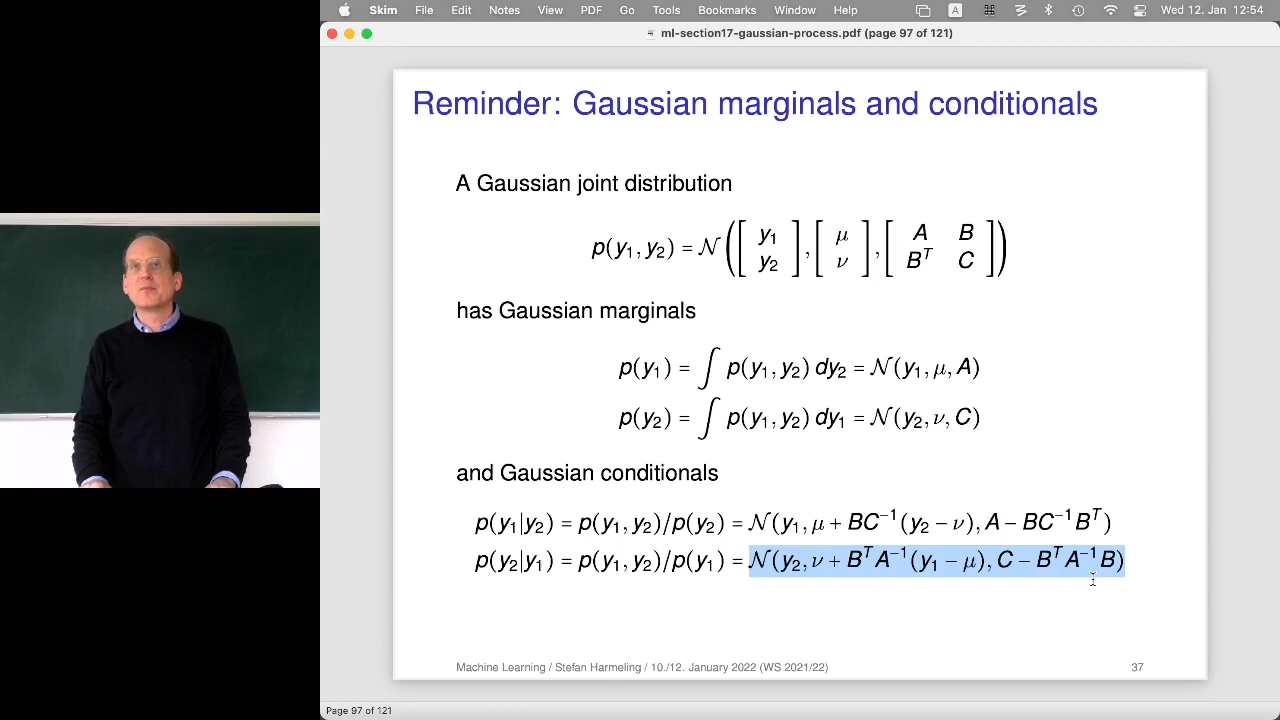 Skim File Edit Notes View PDF Go Tools Bookmarks Window Help A Wed 12. Jan 12:54
ml-section17-gaussian-process.pdf (page 97 of 121)
Reminder: Gaussian marginals and conditionals
A Gaussian joint distribution
p(y₁, y₂) = 𝒩([y₁ y₂], [μ ν], [A B Bᵀ C])
has Gaussian marginals
p(y₁) = ∫ p(y₁, y₂) dy₂ = 𝒩(y₁, μ, A)
p(y₂) = ∫ p(y₁, y₂) dy₁ = 𝒩(y₂, ν, C)
and Gaussian conditionals
p(y₁|y₂) = p(y₁, y₂)/p(y₂) = 𝒩(y₁, μ + BC⁻¹(y₂ − ν), A − BC⁻¹Bᵀ)
p(y₂|y₁) = p(y₁, y₂)/p(y₁) = 𝒩(y₂, ν + BᵀA⁻¹(y₁ − μ), C − BᵀA⁻¹B)
Machine Learning / Stefan Harmeling / 10./12. January 2022 (WS 2021/22) 37
Page 97 of 121